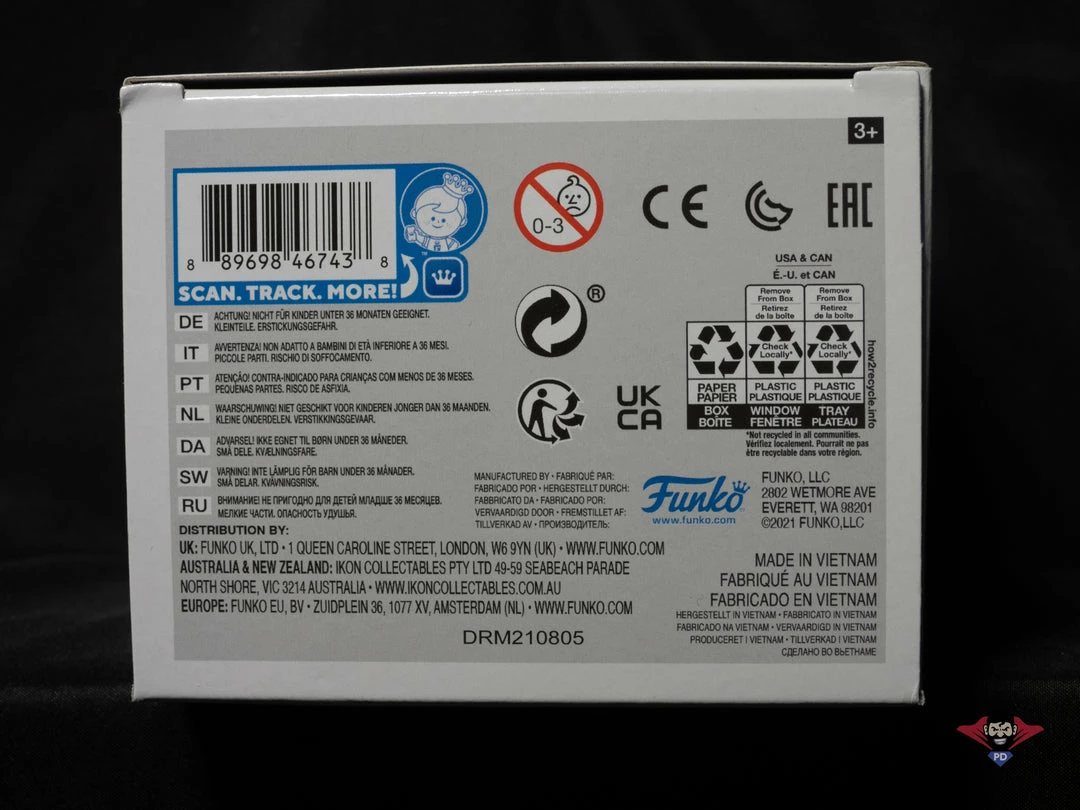 3+
8 89698 46743 8
SCAN. TRACK. MORE!
™
0-3
CE
EAC
®
UK
CA
USA & CAN
É.-U. et CAN
Remove
From Box
Retirez
de la boîte
Remove
From Box
Retirez
de la boîte
Check
Locally*
Check
Locally*
PAPER
PAPIER
PLASTIC
PLASTIQUE
PLASTIC
PLASTIQUE
BOX
BOÎTE
WINDOW
FENÊTRE
TRAY
PLATEAU
how2recycle.info
*Not recycled in all communities.
Vérifiez localement. Pourrait ne pas
être recyclable dans votre région.
DE ACHTUNG! NICHT FÜR KINDER UNTER 36 MONATEN GEEIGNET.
KLEINTEILE. ERSTICKUNGSGEFAHR.
IT AVVERTENZA! NON ADATTO A BAMBINI DI ETÀ INFERIORE A 36 MESI.
PICCOLE PARTI. RISCHIO DI SOFFOCAMENTO.
PT ATENÇÃO! CONTRA-INDICADO PARA CRIANÇAS COM MENOS DE 36 MESES.
PEQUENAS PARTES. RISCO DE ASFIXIA.
NL WAARSCHUWING! NIET GESCHIKT VOOR KINDEREN JONGER DAN 36 MAANDEN.
KLEINE ONDERDELEN. VERSTIKKINGSGEVAAR.
DA ADVARSEL! IKKE EGNET TIL BØRN UNDER 36 MÅNEDER.
SMÅ DELE. KVÆLNINGSFARE.
SW VARNING! INTE LÄMPLIG FÖR BARN UNDER 36 MÅNADER.
SMÅ DELAR. KVÄVNINGSRISK.
RU ВНИМАНИЕ! НЕ ПРИГОДНО ДЛЯ ДЕТЕЙ МЛАДШЕ 36 МЕСЯЦЕВ.
МЕЛКИЕ ЧАСТИ. ОПАСНОСТЬ УДУШЬЯ.
MANUFACTURED BY • FABRIQUÉ PAR:
FABRICADO POR • HERGESTELLT DURCH:
FABBRICATO DA • FABRICADO POR:
VERVAARDIGD DOOR • FREMSTILLET AF:
TILLVERKAD AV • ПРОИЗВОДИТЕЛЬ:
Funko
www.funko.com
FUNKO, LLC
2802 WETMORE AVE
EVERETT, WA 98201
©2021 FUNKO,LLC
DISTRIBUTION BY:
UK: FUNKO UK, LTD • 1 QUEEN CAROLINE STREET, LONDON, W6 9YN (UK) • WWW.FUNKO.COM
AUSTRALIA & NEW ZEALAND: IKON COLLECTABLES PTY LTD 49-59 SEABEACH PARADE
NORTH SHORE, VIC 3214 AUSTRALIA • WWW.IKONCOLLECTABLES.COM.AU
EUROPE: FUNKO EU, BV • ZUIDPLEIN 36, 1077 XV, AMSTERDAM (NL) • WWW.FUNKO.COM
DRM210805
MADE IN VIETNAM
FABRIQUÉ AU VIETNAM
FABRICADO EN VIETNAM
HERGESTELLT IN VIETNAM • FABBRICATO IN VIETNAM
FABRICADO NA VIETNAM • VERVAARDIGD IN VIETNAM
PRODUCERET I VIETNAM • TILLVERKAD I VIETNAM
СДЕЛАНО ВО ВЬЕТНАМЕ
PD